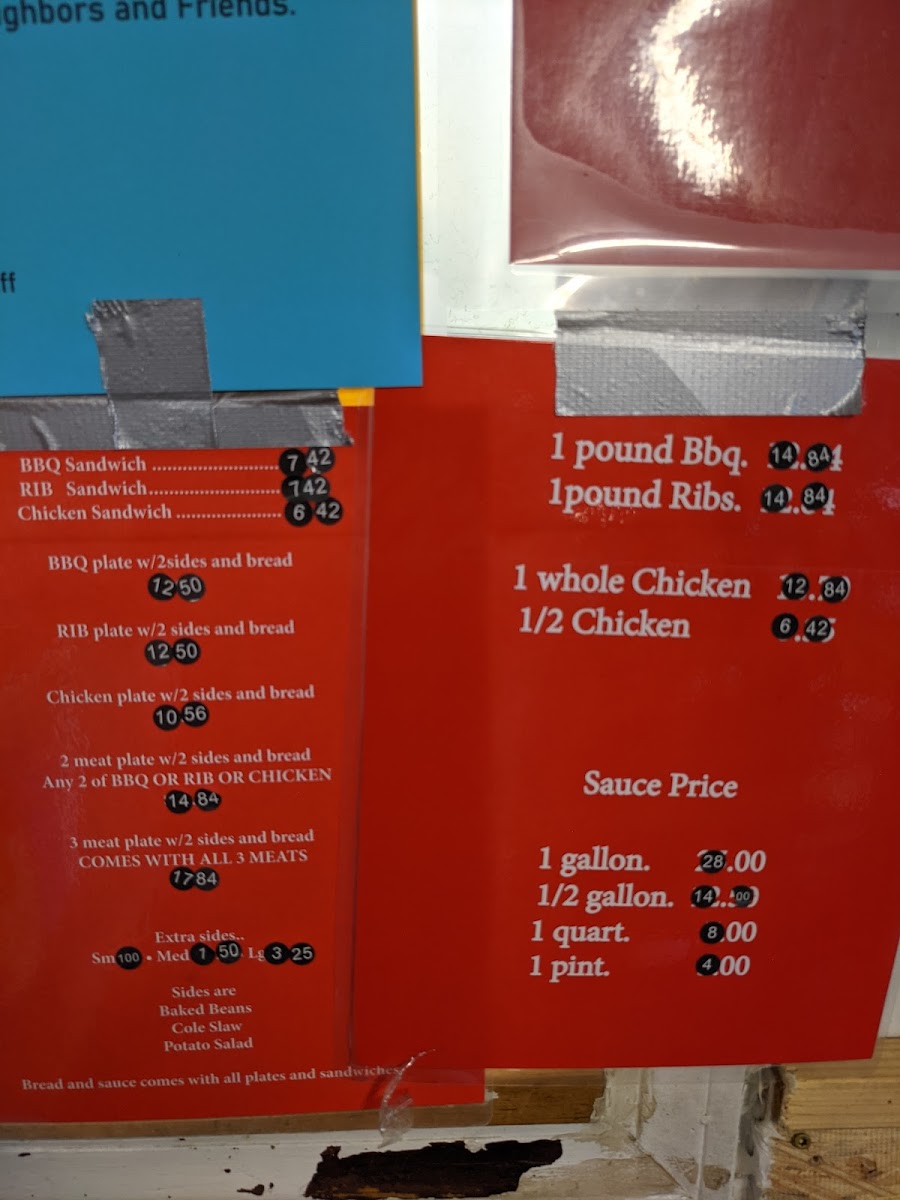 ghbors and Friends.
ff
BBQ Sandwich ........................ 7 42
RIB Sandwich......................... 7 42
Chicken Sandwich .................... 6 42
BBQ plate w/2sides and bread
12 50
RIB plate w/2 sides and bread
12 50
Chicken plate w/2 sides and bread
10.56
2 meat plate w/2 sides and bread
Any 2 of BBQ OR RIB OR CHICKEN
14.84
3 meat plate w/2 sides and bread
COMES WITH ALL 3 MEATS
17 84
Extra sides..
Sm 100 • Med 1 50 Lg 3 25
Sides are
Baked Beans
Cole Slaw
Potato Salad
Bread and sauce comes with all plates and sandwiches
1 pound Bbq. 14.84
1pound Ribs. 14.84
1 whole Chicken 12.84
1/2 Chicken 6.42
Sauce Price
1 gallon. 28.00
1/2 gallon. 14.00
1 quart. 8.00
1 pint. 4.00